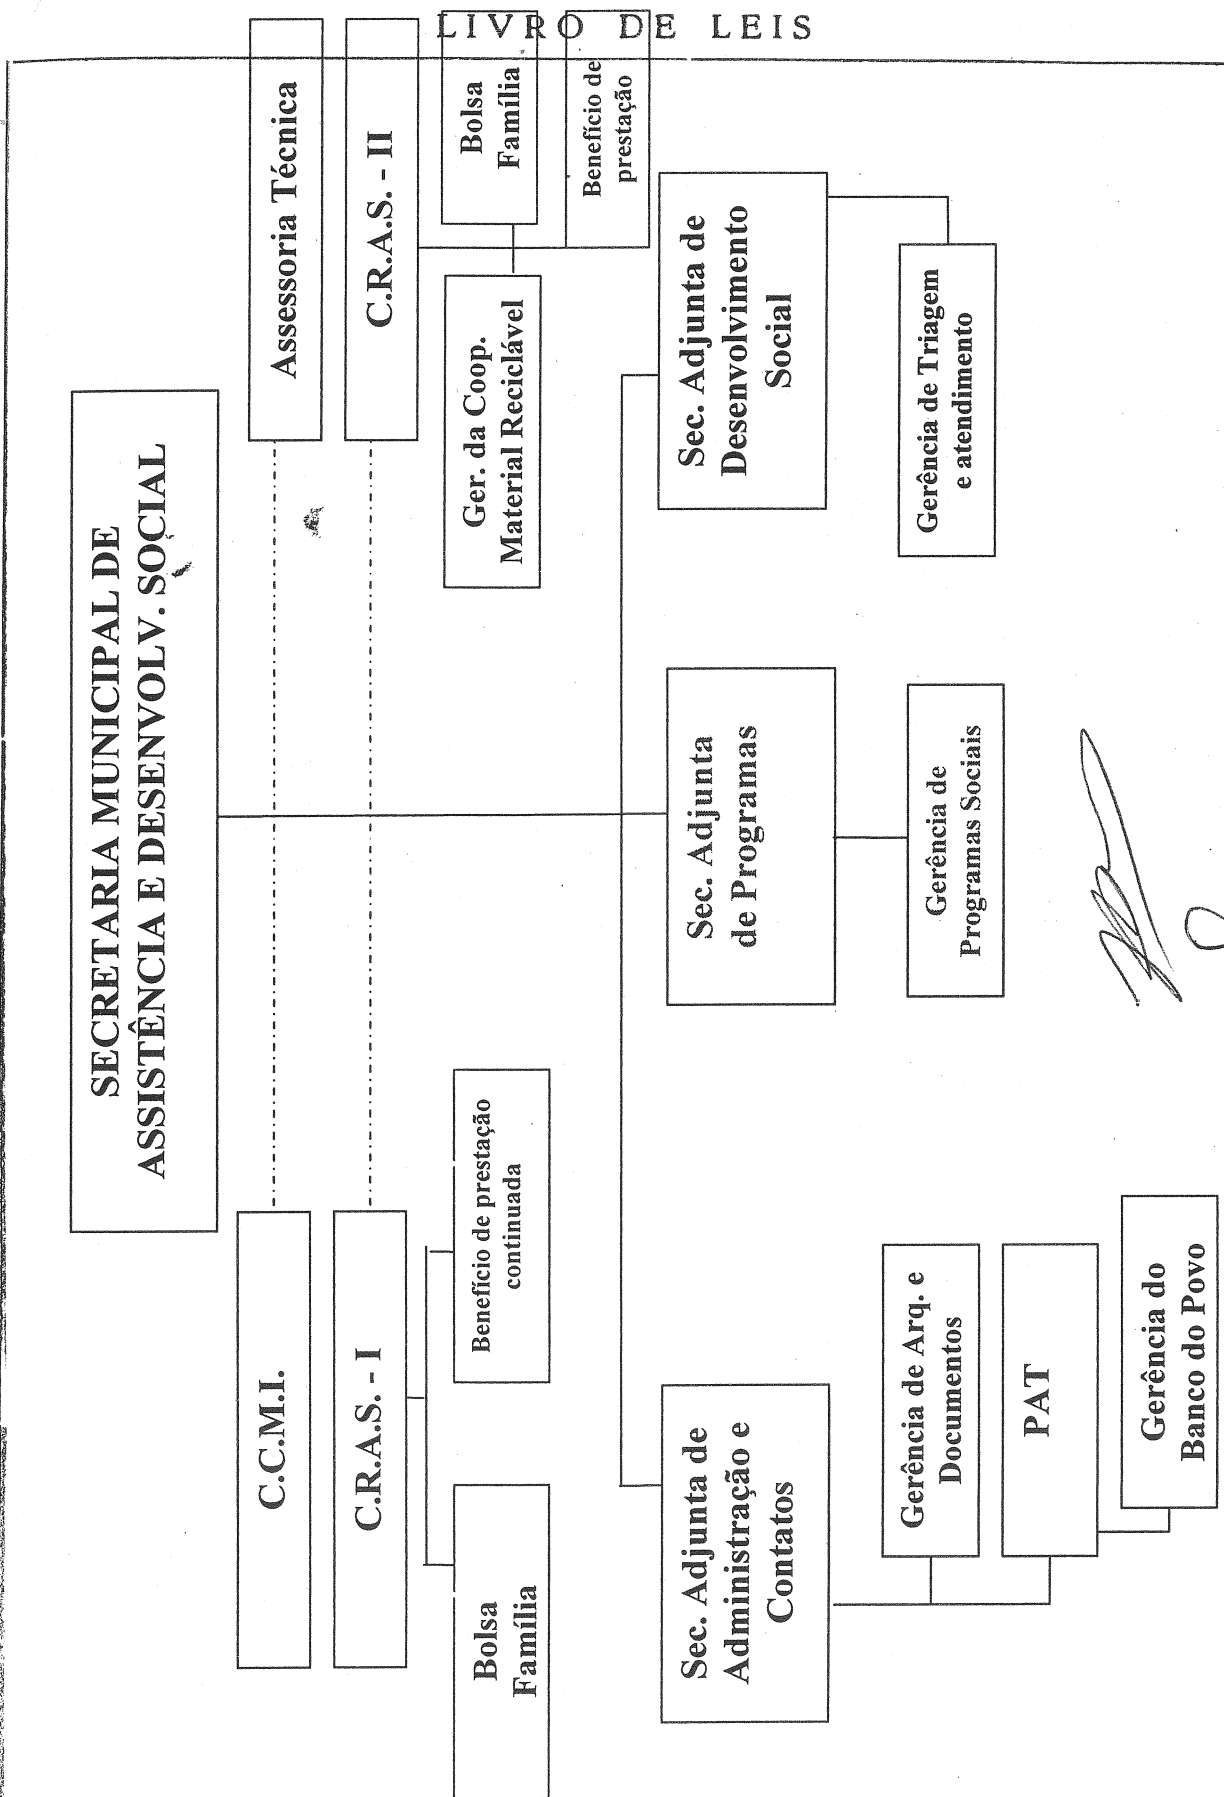 LIVRO DE LEIS
SECRETARIA MUNICIPAL DE
ASSISTÊNCIA E DESENVOLV. SOCIAL
C.C.M.I.
Assessoria Técnica
C.R.A.S. - I
C.R.A.S. - II
Bolsa
Família
Benefício de prestação
continuada
Ger. da Coop.
Material Reciclável
Bolsa
Família
Benefício de
prestação
Sec. Adjunta de
Administração e
Contatos
Sec. Adjunta
de Programas
Sec. Adjunta de
Desenvolvimento
Social
Gerência de Arq. e
Documentos
PAT
Gerência do
Banco do Povo
Gerência de
Programas Sociais
Gerência de Triagem
e atendimento